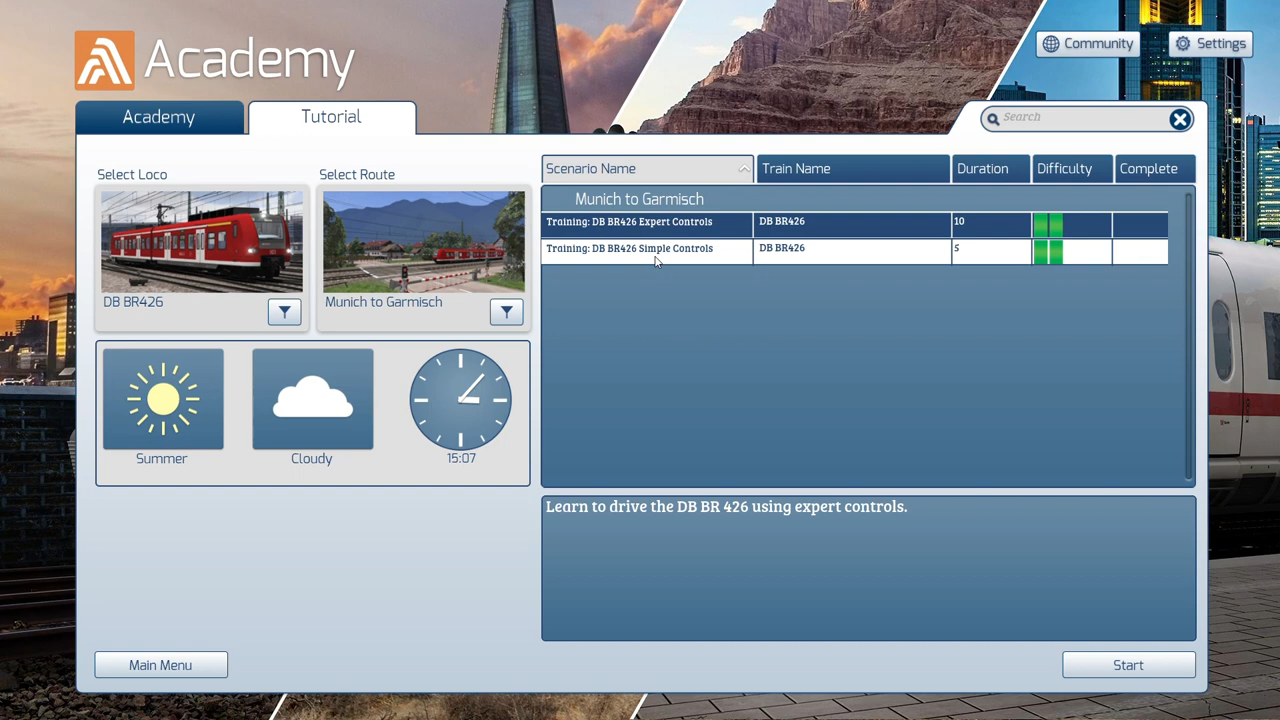 Academy
Community
Settings
Academy
Tutorial
Search
Select Loco
Select Route
DB BR426
Munich to Garmisch
Summer
Cloudy
15:07
Scenario Name
Train Name
Duration
Difficulty
Complete
Munich to Garmisch
Training: DB BR426 Expert Controls
DB BR426
10
Training: DB BR426 Simple Controls
DB BR426
5
Learn to drive the DB BR 426 using expert controls.
Main Menu
Start